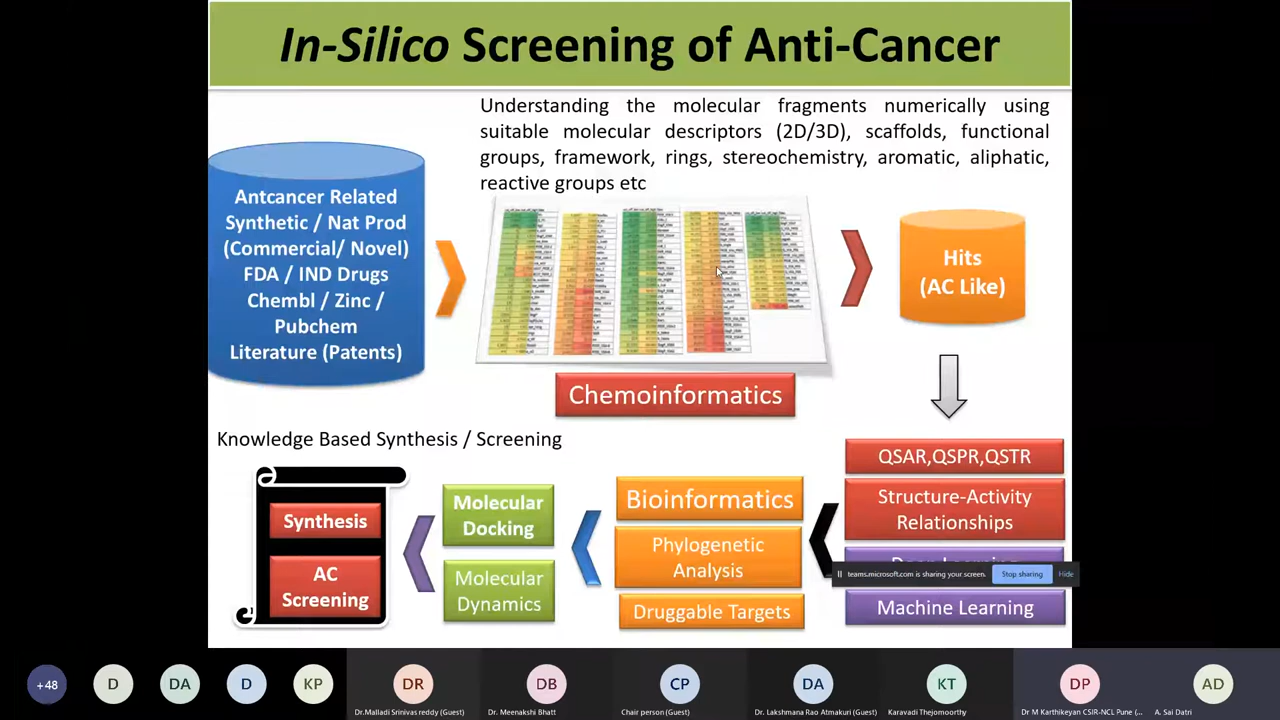 In-Silico Screening of Anti-Cancer
Understanding the molecular fragments numerically using
suitable molecular descriptors (2D/3D), scaffolds, functional
groups, framework, rings, stereochemistry, aromatic, aliphatic,
reactive groups etc
Antcancer Related
Synthetic / Nat Prod
(Commercial/ Novel)
FDA / IND Drugs
Chembl / Zinc /
Pubchem
Literature (Patents)
Hits
(AC Like)
Chemoinformatics
Knowledge Based Synthesis / Screening
Synthesis
AC
Screening
Molecular
Docking
Molecular
Dynamics
Bioinformatics
Phylogenetic
Analysis
Druggable Targets
QSAR,QSPR,QSTR
Structure-Activity
Relationships
Deep Learning
teams.microsoft.com is sharing your screen.
Stop sharing
Hide
Machine Learning
+48
D
DA
D
KP
DR
DB
CP
DA
KT
DP
AD
Dr.Malladi Srinivas reddy (Guest)
Dr. Meenakshi Bhatt
Chair person (Guest)
Dr. Lakshmana Rao Atmakuri (Guest)
Karavadi Thejomoorthy
Dr M Karthikeyan CSIR-NCL Pune (...
A. Sai Datri